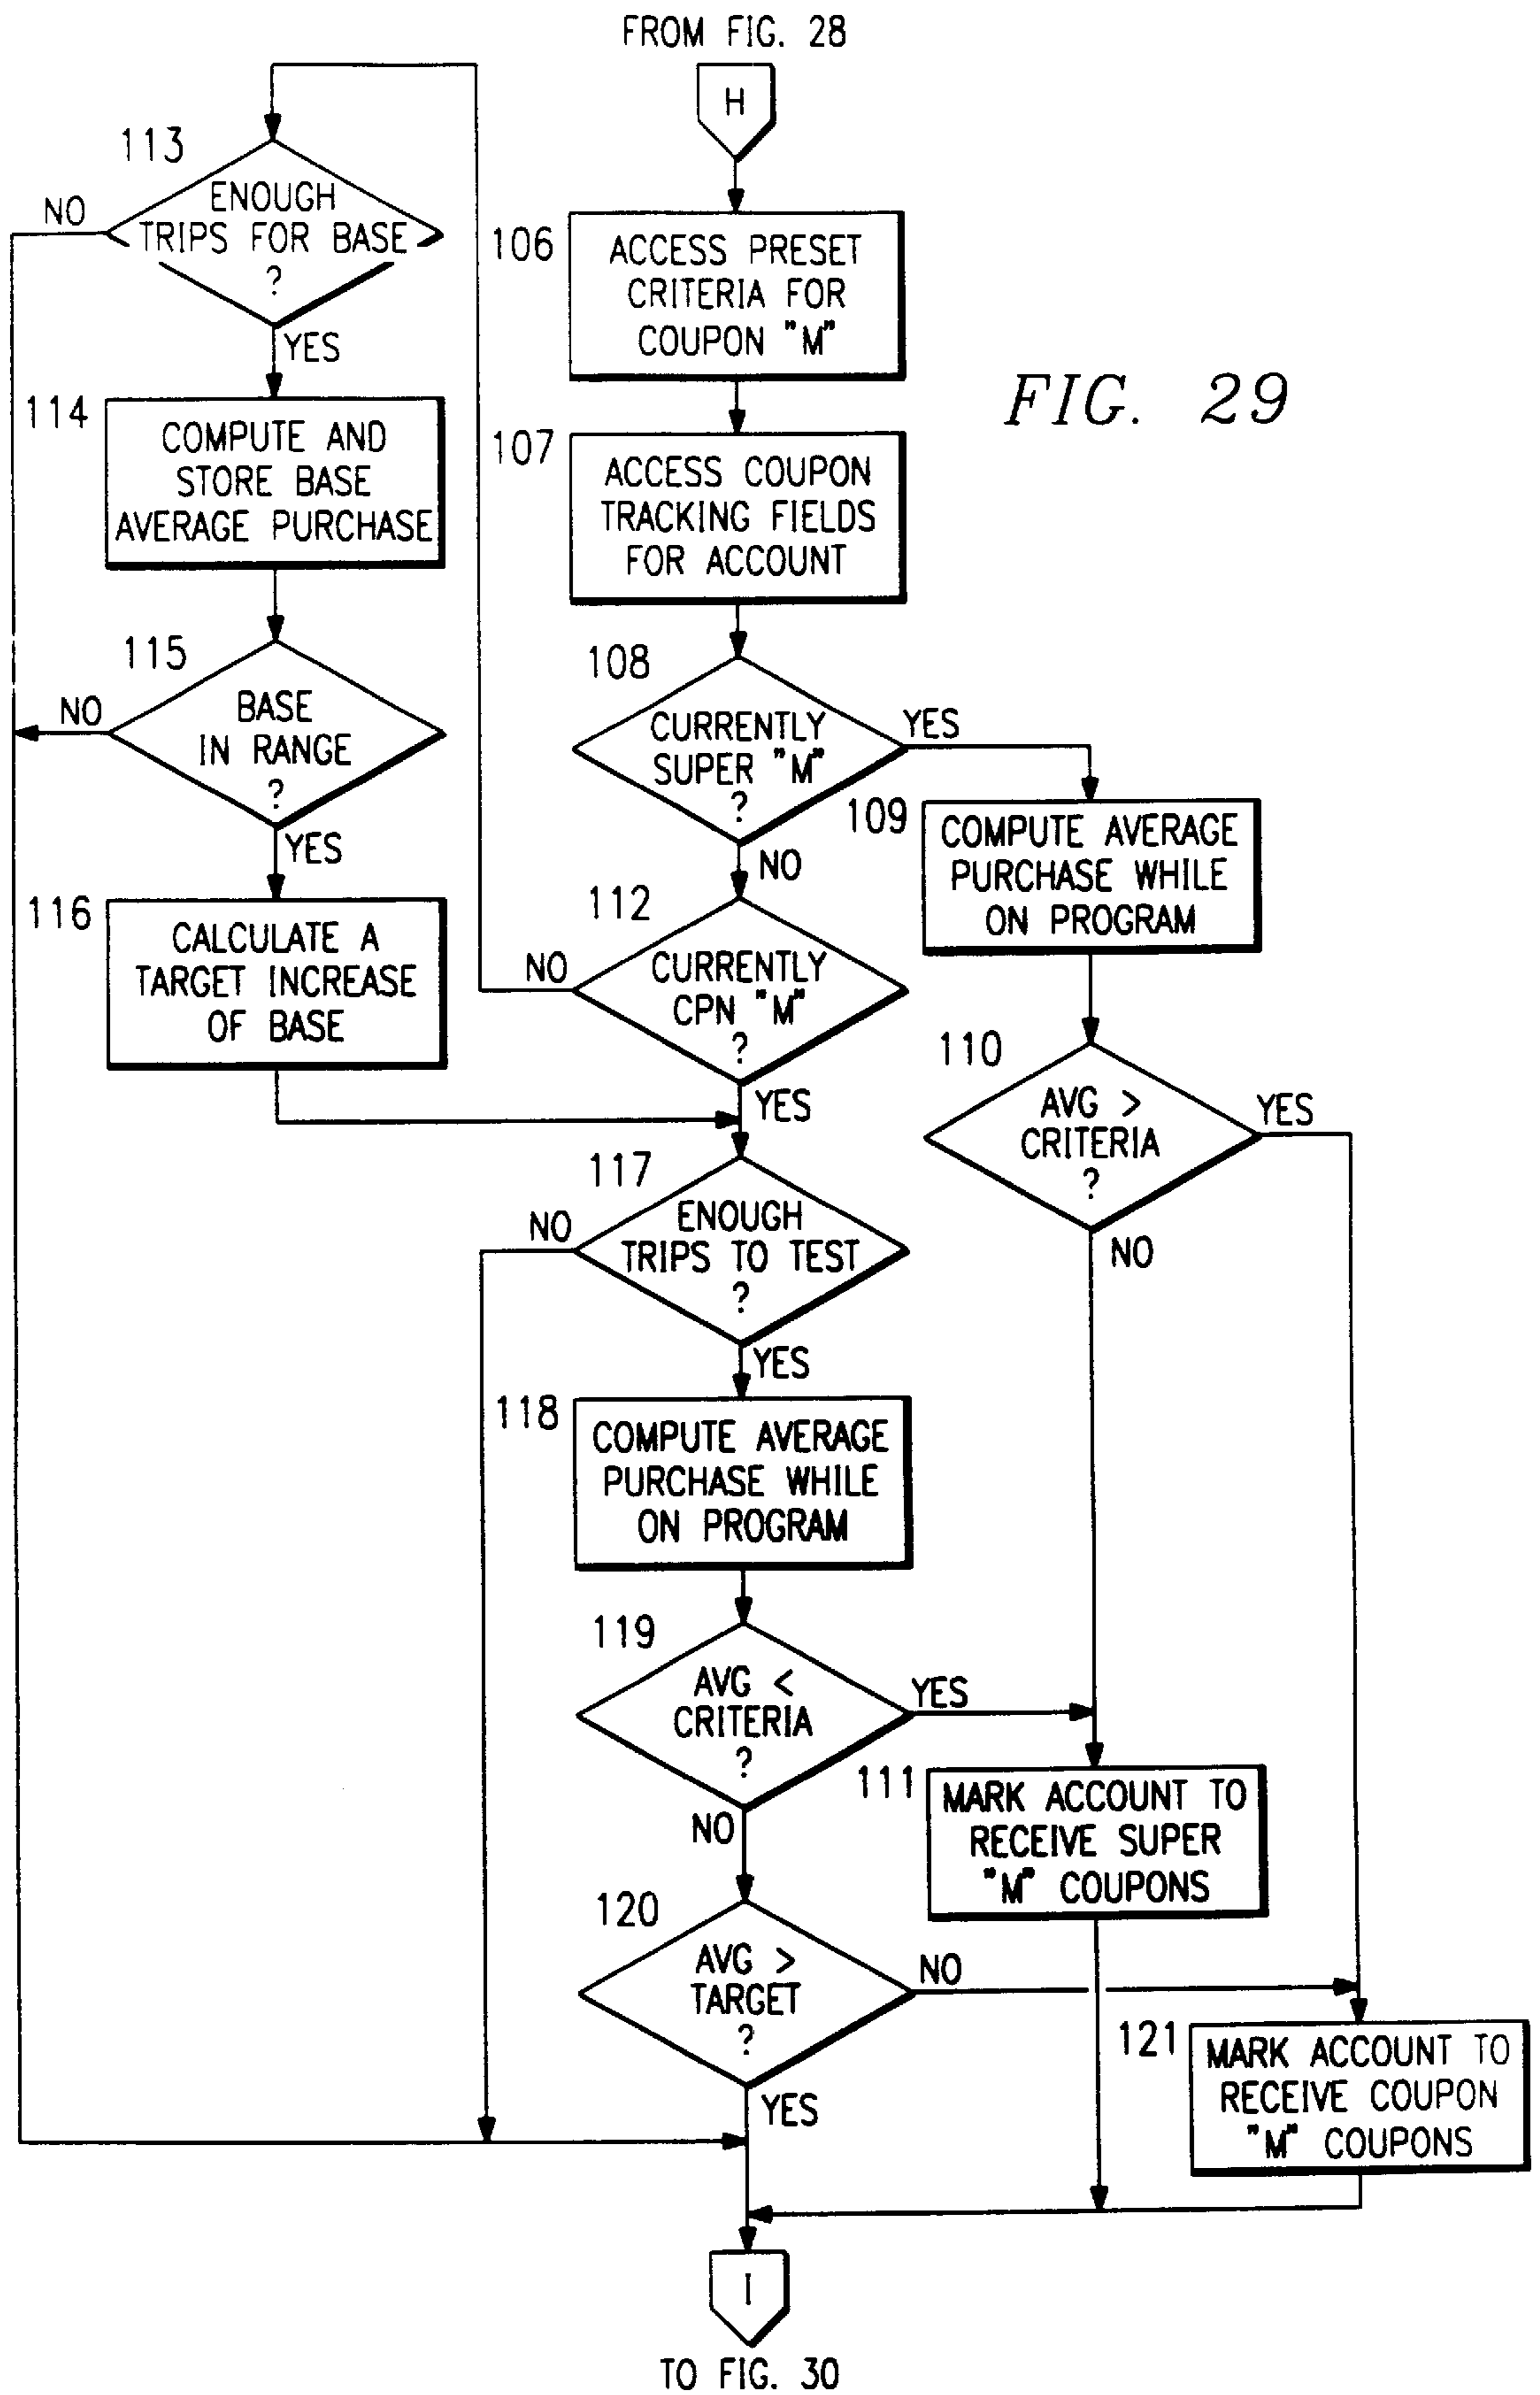 FROM FIG. 28
H
113
ENOUGH
TRIPS FOR BASE
?
NO
YES
106
ACCESS PRESET
CRITERIA FOR
COUPON "M"
FIG. 29
114
COMPUTE AND
STORE BASE
AVERAGE PURCHASE
107
ACCESS COUPON
TRACKING FIELDS
FOR ACCOUNT
115
BASE
IN RANGE
?
NO
YES
108
CURRENTLY
SUPER "M"
?
YES
NO
109
COMPUTE AVERAGE
PURCHASE WHILE
ON PROGRAM
116
CALCULATE A
TARGET INCREASE
OF BASE
112
CURRENTLY
CPN "M"
?
NO
YES
110
AVG >
CRITERIA
?
YES
NO
117
ENOUGH
TRIPS TO TEST
?
NO
YES
118
COMPUTE AVERAGE
PURCHASE WHILE
ON PROGRAM
119
AVG <
CRITERIA
?
YES
NO
111
MARK ACCOUNT TO
RECEIVE SUPER
"M" COUPONS
120
AVG >
TARGET
?
NO
YES
121
MARK ACCOUNT TO
RECEIVE COUPON
"M" COUPONS
I
TO FIG. 30